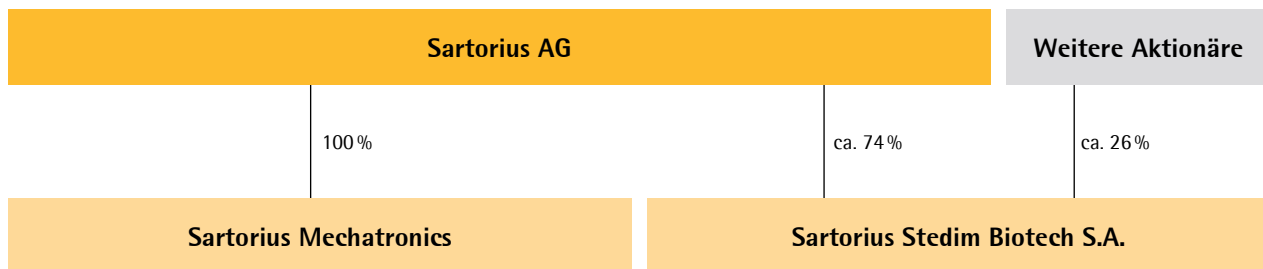 Sartorius AG
Weitere Aktionäre
100 %
ca. 74 %
ca. 26 %
Sartorius Mechatronics
Sartorius Stedim Biotech S.A.